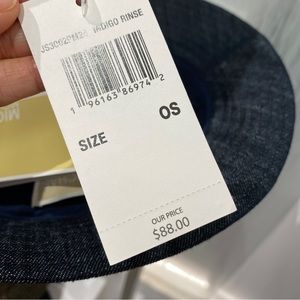 INDIGO RINSE
1 96163 86974 2
SIZE
OS
OUR PRICE
$88.00